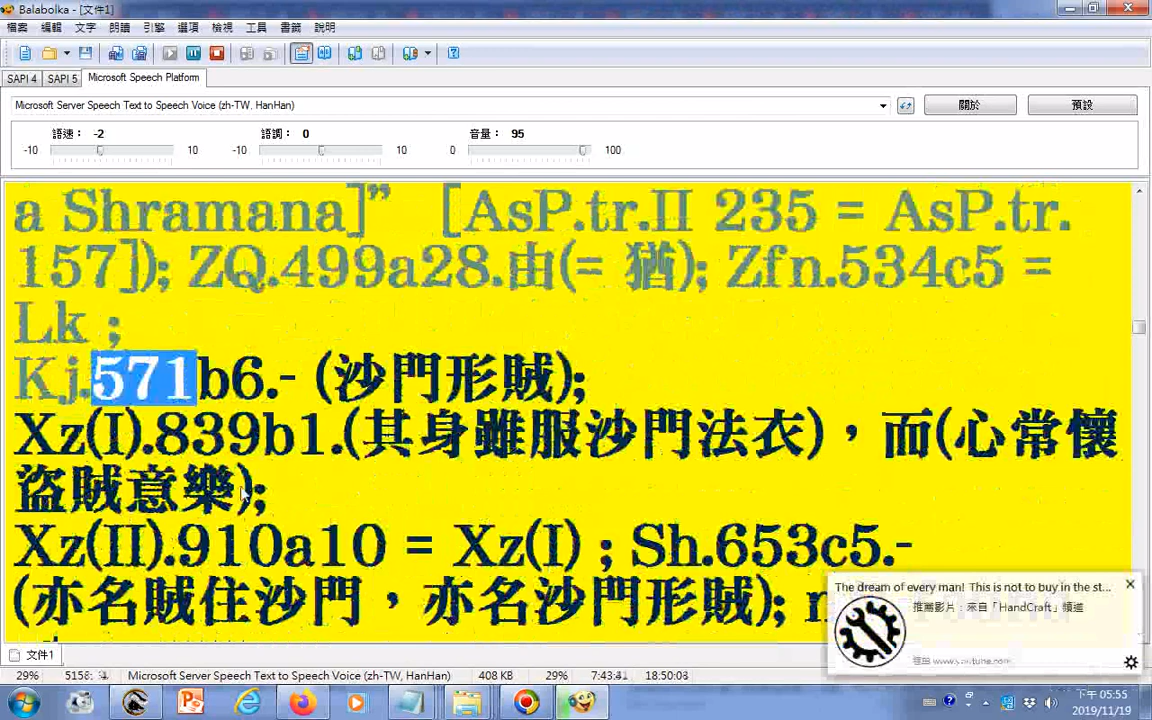 Balabolka - [文件1]
檔案 編輯 文字 朗讀 引擎 選項 檢視 工具 書籤 說明
SAPI 4 SAPI 5 Microsoft Speech Platform
Microsoft Server Speech Text to Speech Voice (zh-TW, HanHan) 關於 預設
語速： -2 語調： 0 音量： 95
-10 10 -10 10 0 100
a Shramana]” [AsP.tr.II 235 = AsP.tr.
157]); ZQ.499a28.由(= 猶); Zfn.534c5 =
Lk ;
Kj.571b6.- (沙門形賊);
Xz(I).839b1.(其身雖服沙門法衣)，而(心常懷
盜賊意樂);
Xz(II).910a10 = Xz(I) ; Sh.653c5.-
(亦名賊住沙門，亦名沙門形賊);
The dream of every man! This is not to buy in the st...
推薦影片：來自「HandCraft」頻道
www.youtube.com
文件1
29% Microsoft Server Speech Text to Speech Voice (zh-TW, HanHan) 408 KB 29% 7:43:41 18:50:03
下午 05:55
2019/11/19